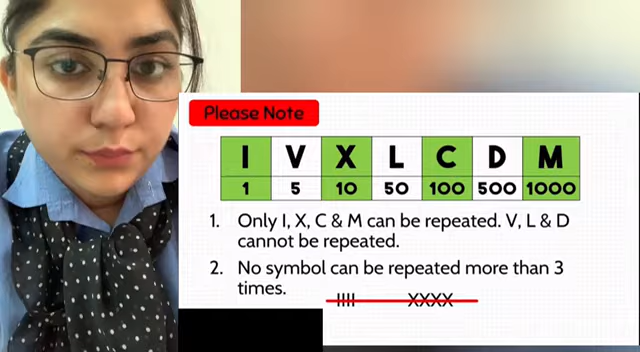 Please Note
I V X L C D M
1 5 10 50 100 500 1000
1. Only I, X, C & M can be repeated. V, L & D
cannot be repeated.
2. No symbol can be repeated more than 3
times.
IIII XXXX